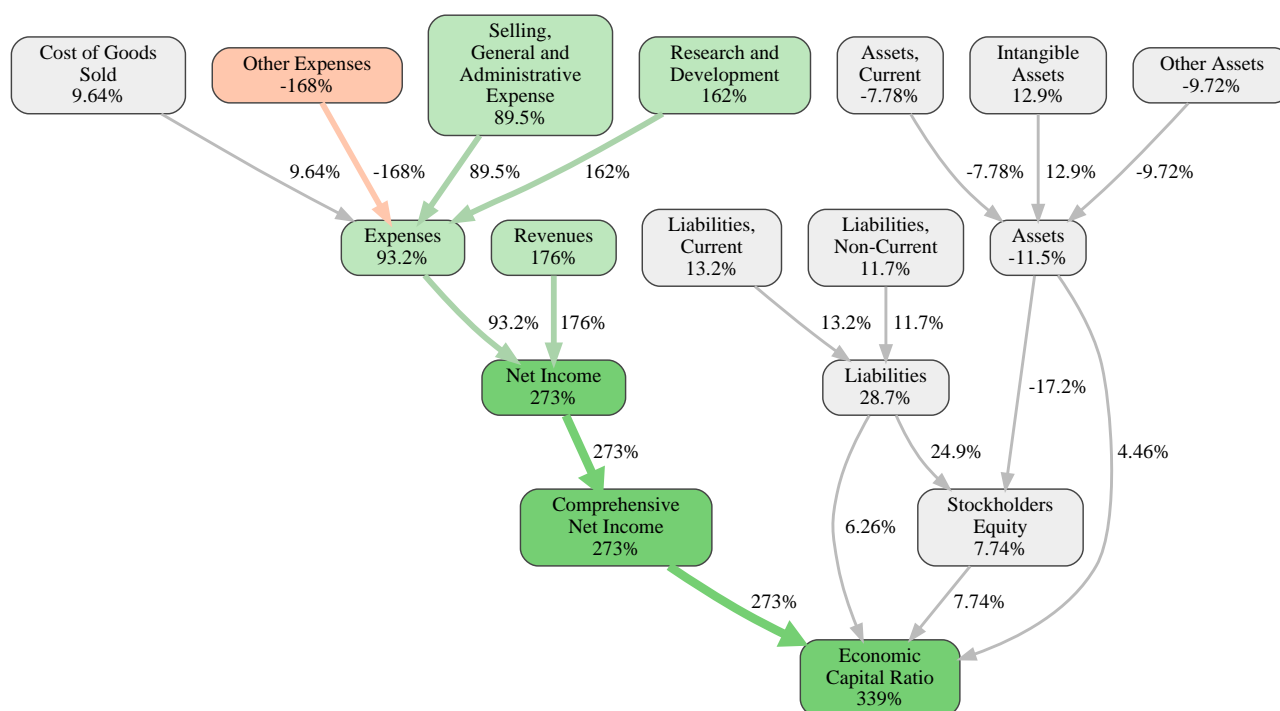 Cost of Goods
Sold
9.64%
Other Expenses
-168%
Selling,
General and
Administrative
Expense
89.5%
Research and
Development
162%
Assets,
Current
-7.78%
Intangible
Assets
12.9%
Other Assets
-9.72%
9.64%
-168%
89.5%
162%
-7.78%
12.9%
-9.72%
Expenses
93.2%
Revenues
176%
Liabilities,
Current
13.2%
Liabilities,
Non-Current
11.7%
Assets
-11.5%
93.2%
176%
13.2%
11.7%
Net Income
273%
Liabilities
28.7%
-17.2%
273%
24.9%
4.46%
Comprehensive
Net Income
273%
6.26%
Stockholders
Equity
7.74%
273%
7.74%
Economic
Capital Ratio
339%